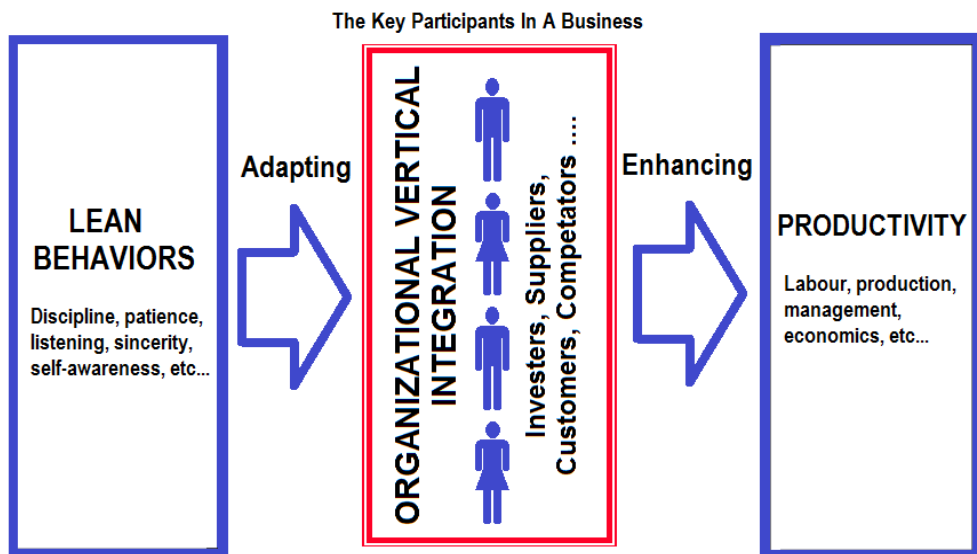 The Key Participants In A Business
LEAN
BEHAVIORS
Discipline, patience,
listening, sincerity,
self-awareness, etc...
Adapting
ORGANIZATIONAL VERTICAL
INTEGRATION
Investers, Suppliers,
Customers, Competators ....
Enhancing
PRODUCTIVITY
Labour, production,
management,
economics, etc...